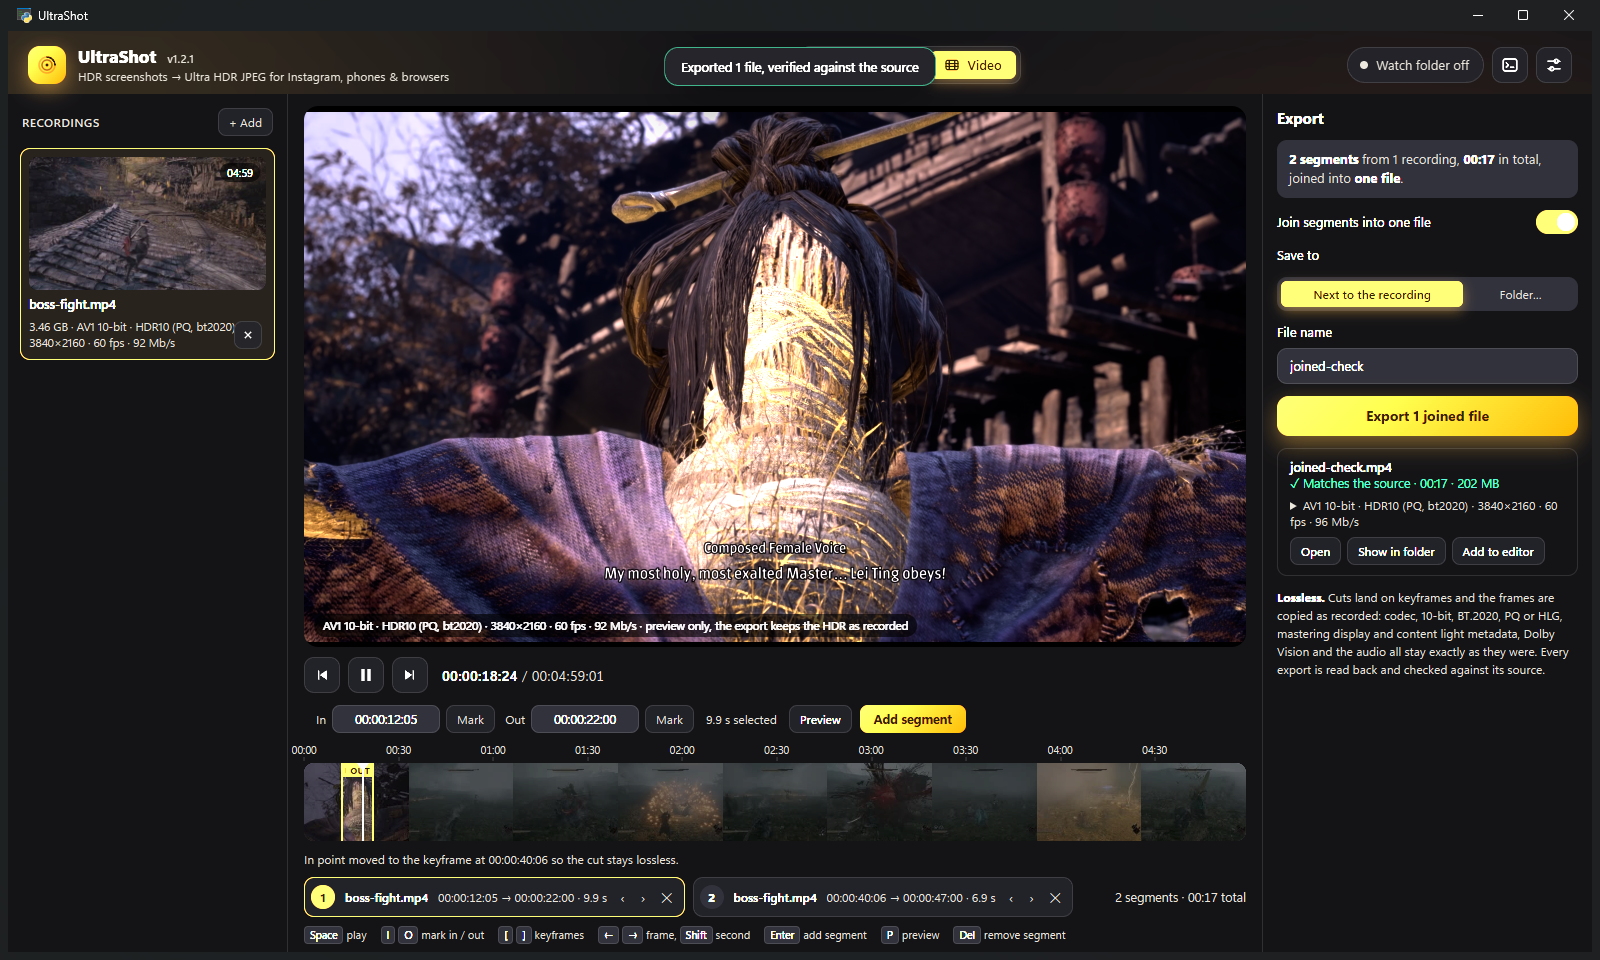 UltraShot
UltraShot v1.2.1
HDR screenshots → Ultra HDR JPEG for Instagram, phones & browsers
Exported 1 file, verified against the source
Video
Watch folder off
RECORDINGS
+ Add
04:59
boss-fight.mp4
3.46 GB · AV1 10-bit · HDR10 (PQ, bt2020)
3840×2160 · 60 fps · 92 Mb/s
Composed Female Voice
My most holy, most exalted Master... Lei Ting obeys!
AV1 10-bit · HDR10 (PQ, bt2020) · 3840×2160 · 60 fps · 92 Mb/s · preview only, the export keeps the HDR as recorded
00:00:18:24 / 00:04:59:01
In 00:00:12:05 Mark Out 00:00:22:00 Mark 9.9 s selected Preview Add segment
00:00 00:30 01:00 01:30 02:00 02:30 03:00 03:30 04:00 04:30
OUT
In point moved to the keyframe at 00:00:40:06 so the cut stays lossless.
1 boss-fight.mp4 00:00:12:05 → 00:00:22:00 · 9.9 s ‹ › ✕ 2 boss-fight.mp4 00:00:40:06 → 00:00:47:00 · 6.9 s ‹ › ✕ 2 segments · 00:17 total
Space play I O mark in / out [ ] keyframes ← → frame, Shift second Enter add segment P preview Del remove segment
Export
2 segments from 1 recording, 00:17 in total,
joined into one file.
Join segments into one file
Save to
Next to the recording Folder...
File name
joined-check
Export 1 joined file
joined-check.mp4
✓ Matches the source · 00:17 · 202 MB
▶ AV1 10-bit · HDR10 (PQ, bt2020) · 3840×2160 · 60
fps · 96 Mb/s
Open Show in folder Add to editor
Lossless. Cuts land on keyframes and the frames are
copied as recorded: codec, 10-bit, BT.2020, PQ or HLG,
mastering display and content light metadata, Dolby
Vision and the audio all stay exactly as they were. Every
export is read back and checked against its source.